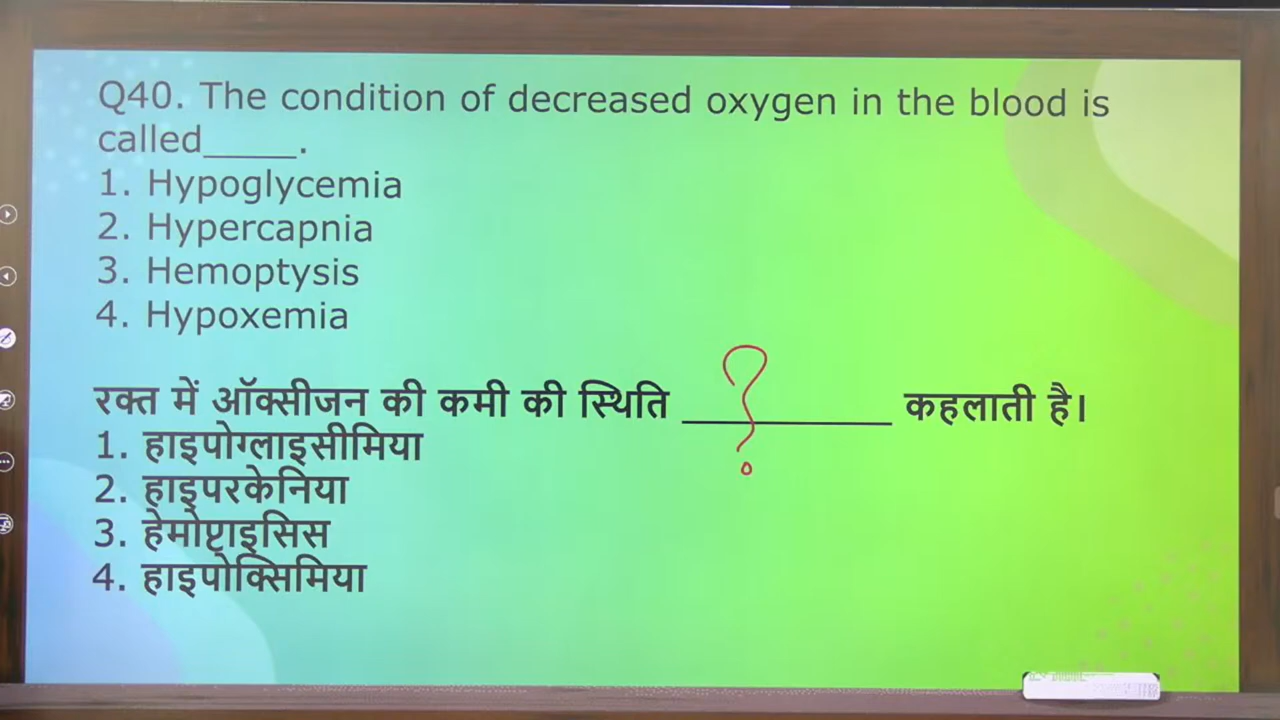 Q40. The condition of decreased oxygen in the blood is
called____.
1. Hypoglycemia
2. Hypercapnia
3. Hemoptysis
4. Hypoxemia
रक्त में ऑक्सीजन की कमी की स्थिति __________ कहलाती है।
?
1. हाइपोग्लाइसीमिया
2. हाइपरकेनिया
3. हेमोप्टाइसिस
4. हाइपोक्सिमिया